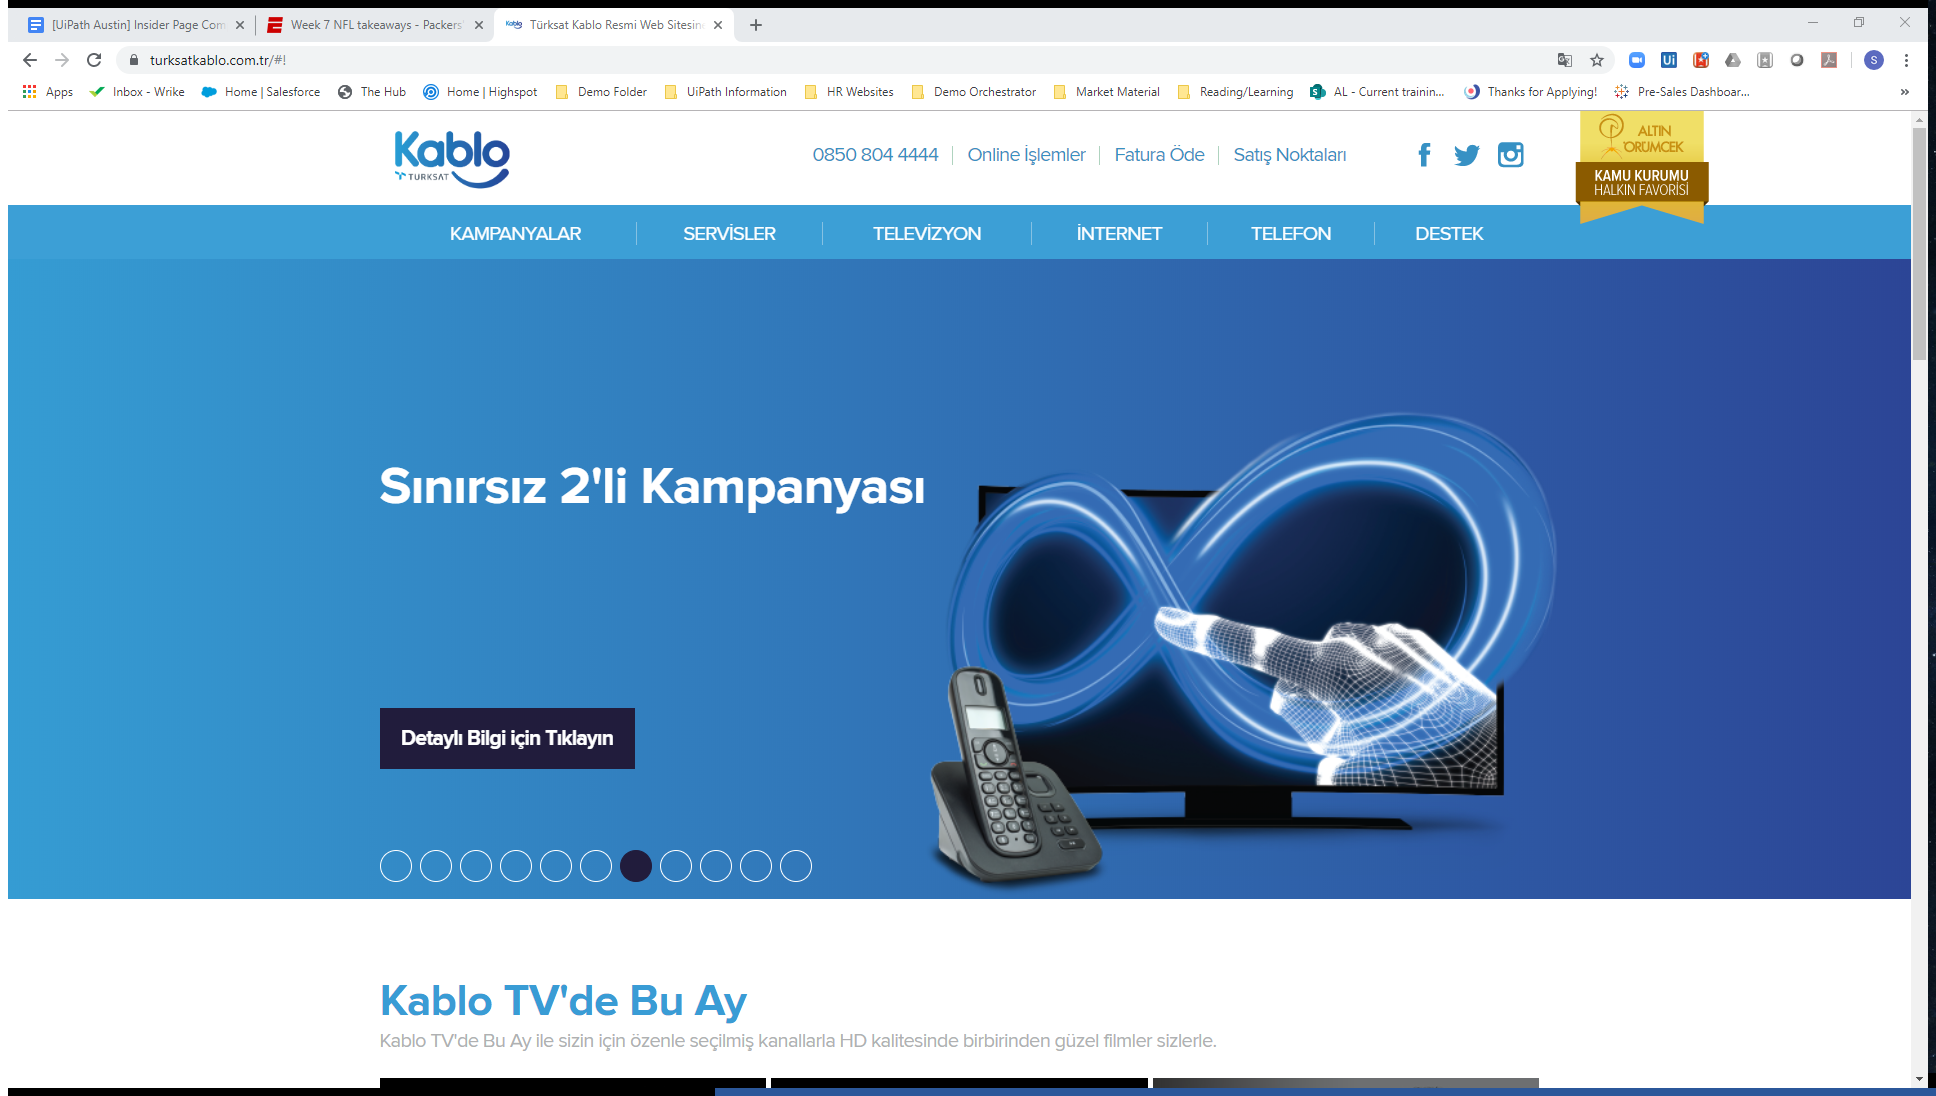 [UiPath Austin] Insider Page Com
Week 7 NFL takeaways - Packers'
Türksat Kablo Resmi Web Sitesin
turksatkablo.com.tr/#!
Apps
Inbox - Wrike
Home | Salesforce
The Hub
Home | Highspot
Demo Folder
UiPath Information
HR Websites
Demo Orchestrator
Market Material
Reading/Learning
AL - Current trainin...
Thanks for Applying!
Pre-Sales Dashboar...
Kablo
TURKSAT
0850 804 4444
Online İşlemler
Fatura Öde
Satış Noktaları
ALTIN
ÖRÜMCEK
KAMU KURUMU
HALKIN FAVORİSİ
KAMPANYALAR
SERVİSLER
TELEVİZYON
İNTERNET
TELEFON
DESTEK
Sınırsız 2'li Kampanyası
Detaylı Bilgi için Tıklayın
Kablo TV'de Bu Ay
Kablo TV'de Bu Ay ile sizin için özenle seçilmiş kanallarla HD kalitesinde birbirinden güzel filmler sizlerle.